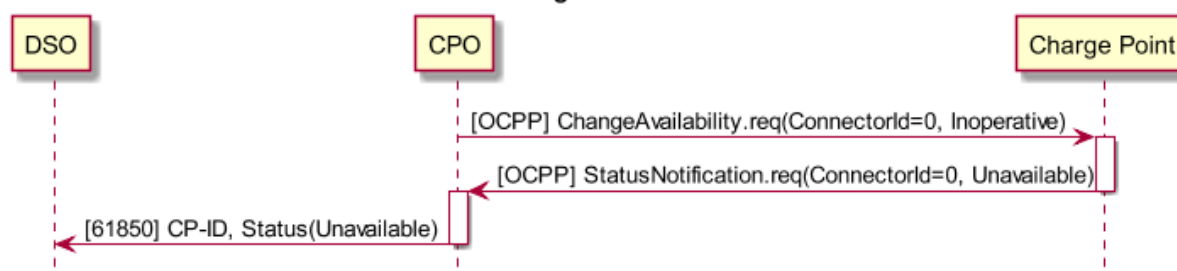 DSO
CPO
Charge Point
[OCPP] ChangeAvailability.req(ConnectorId=0, Inoperative)
[OCPP] StatusNotification.req(ConnectorId=0, Unavailable)
[61850] CP-ID, Status(Unavailable)